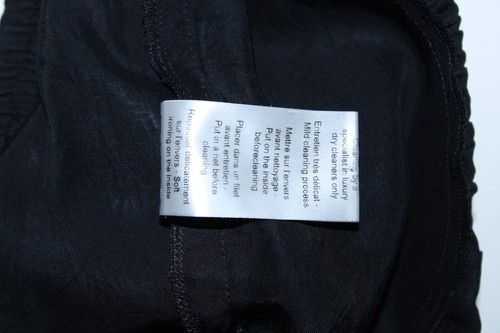 Cleaning by a
specialist in luxury
dry cleaners only
Entretien très délicat -
Mild cleaning process
Mettre sur l'envers
avant nettoyage
Put on the inside
beforecleaning
Placer dans un filet
avant entretien -
Put in a net before
cleaning
Repasser délicatement
sur l'envers - Soft
ironing on the inside